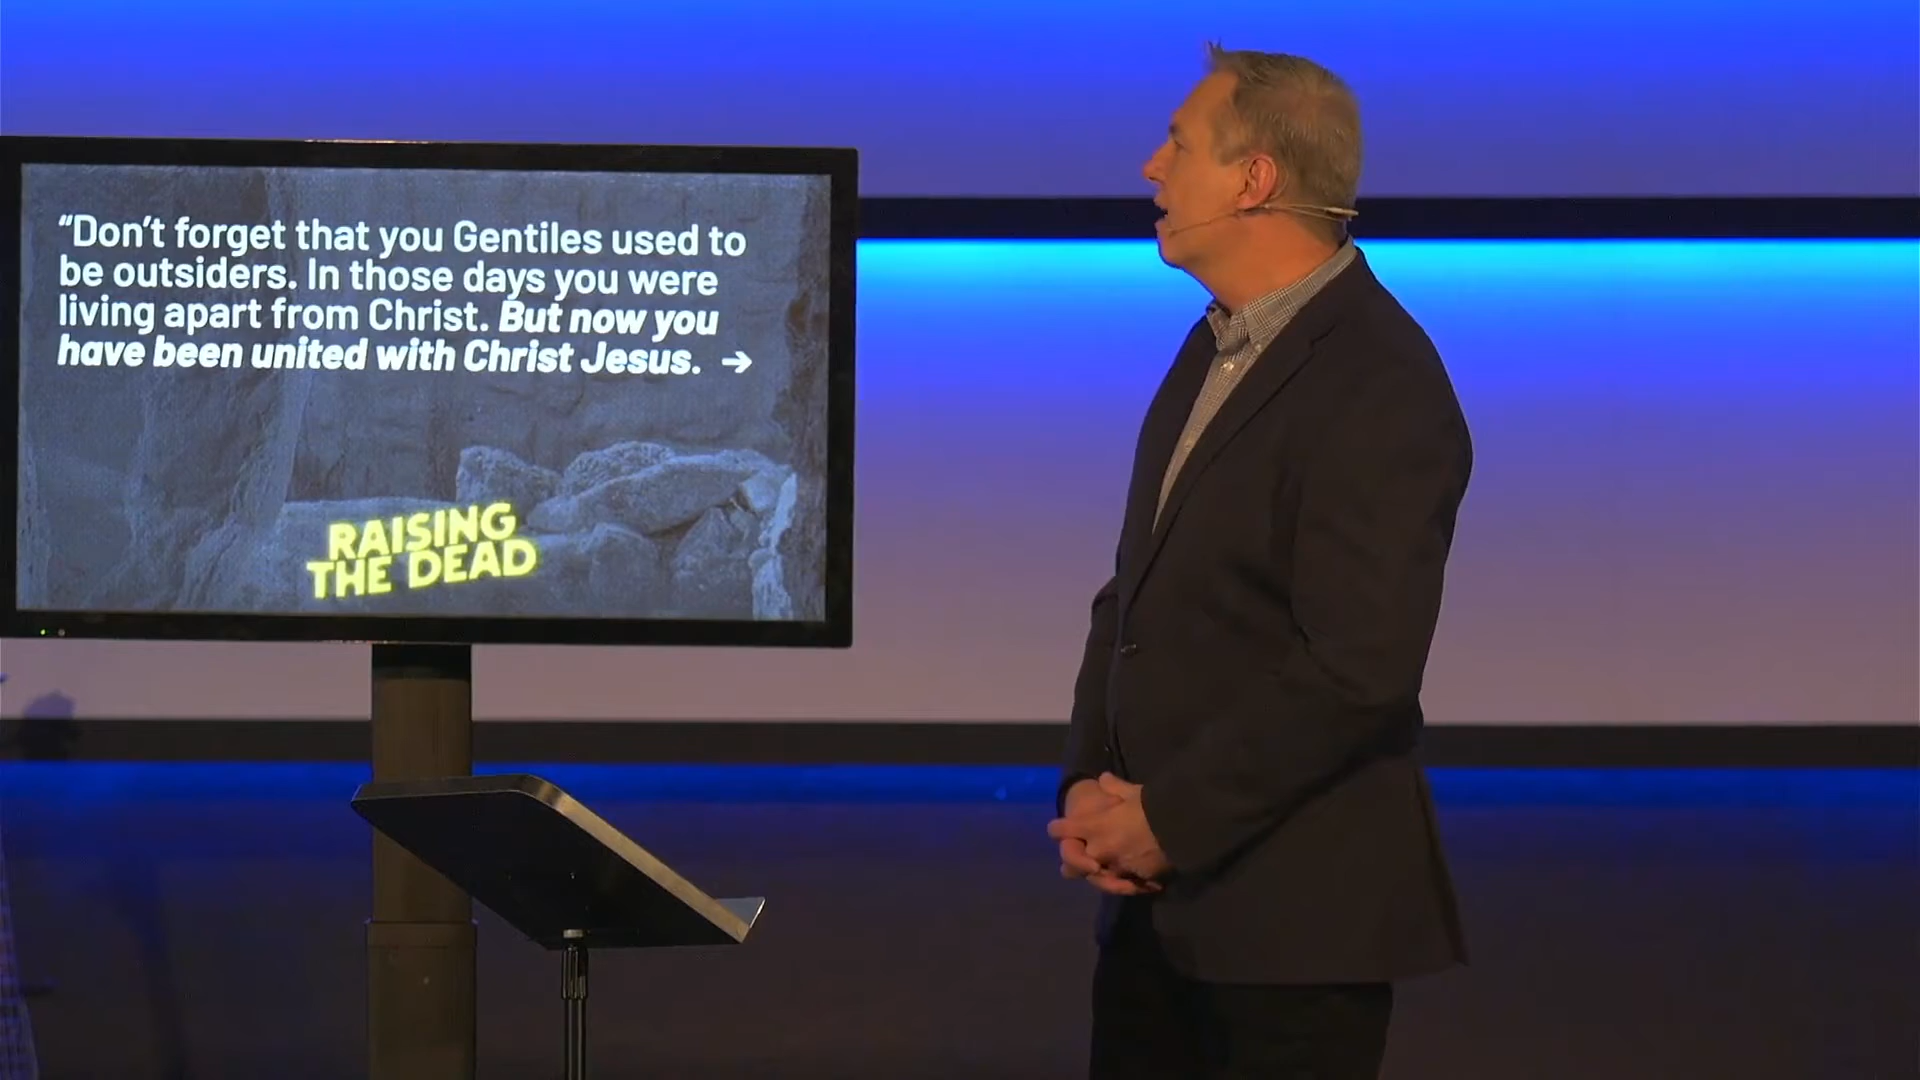 “Don’t forget that you Gentiles used to
be outsiders. In those days you were
living apart from Christ. But now you
have been united with Christ Jesus. →
RAISING
THE DEAD